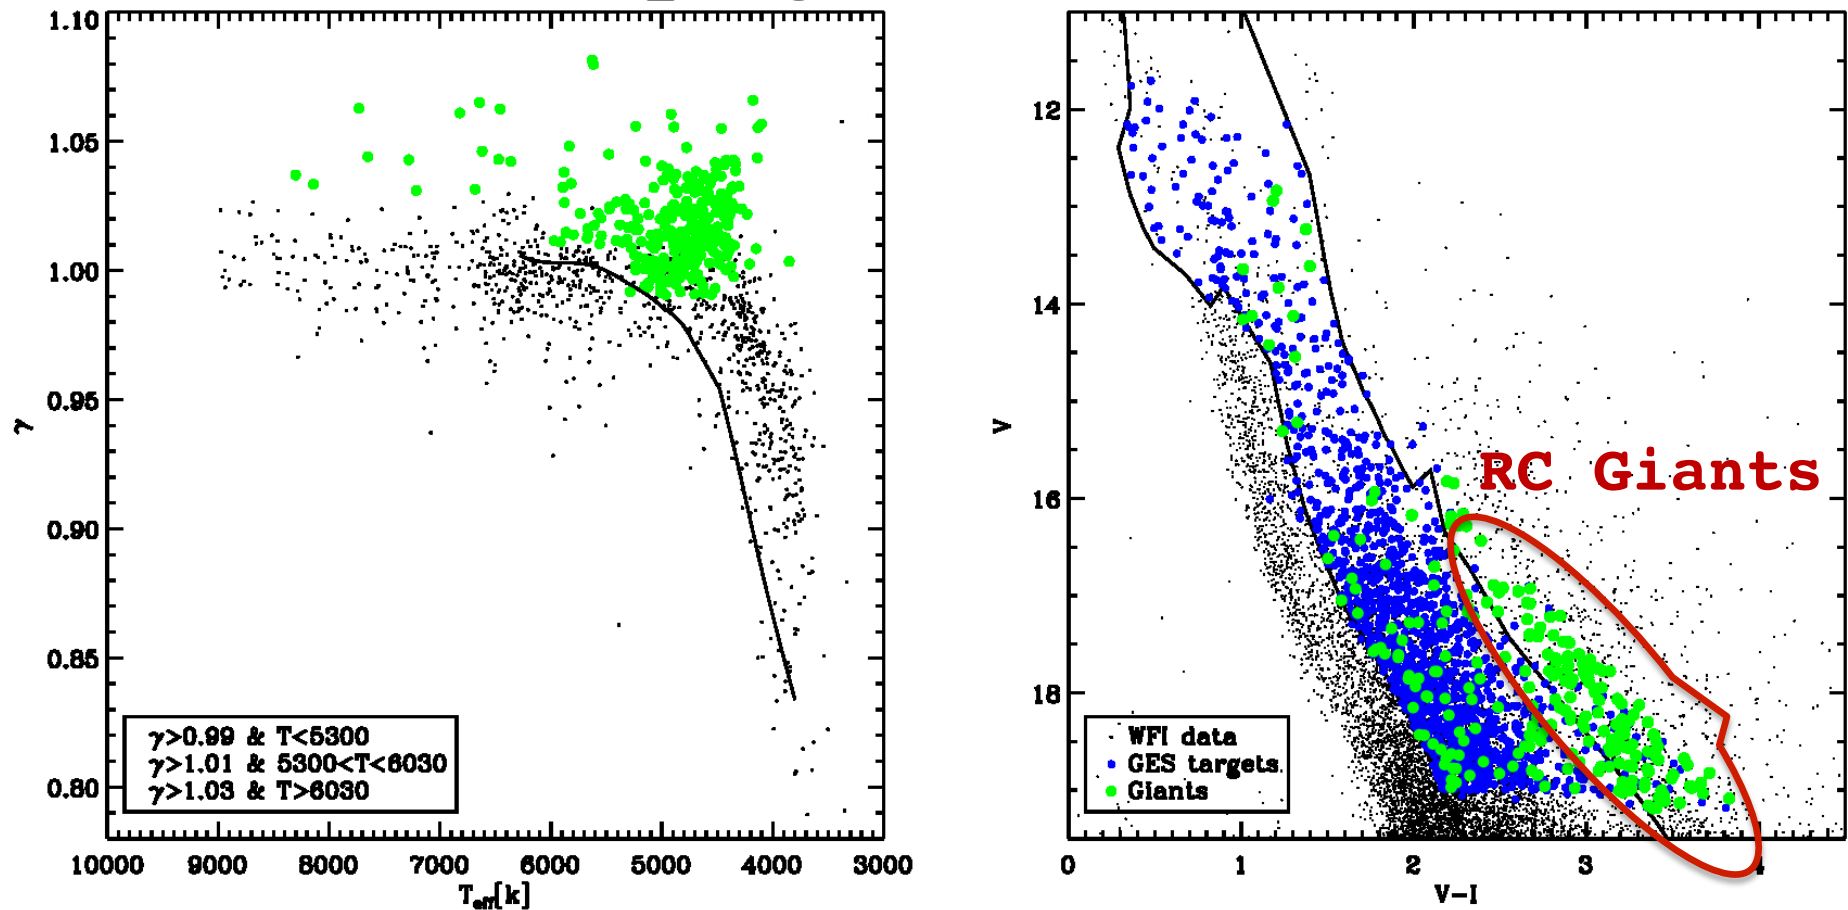 1.10
1.05
1.00
0.95
0.90
0.85
0.80
γ
γ>0.99 & T<5300
γ>1.01 & 5300<T<6030
γ>1.03 & T>6030
10000 9000 8000 7000 6000 5000 4000 3000
Teff[k]
12
14
16
18
V
RC Giants
WFI data
GES targets
Giants
0 1 2 3 4
V-I